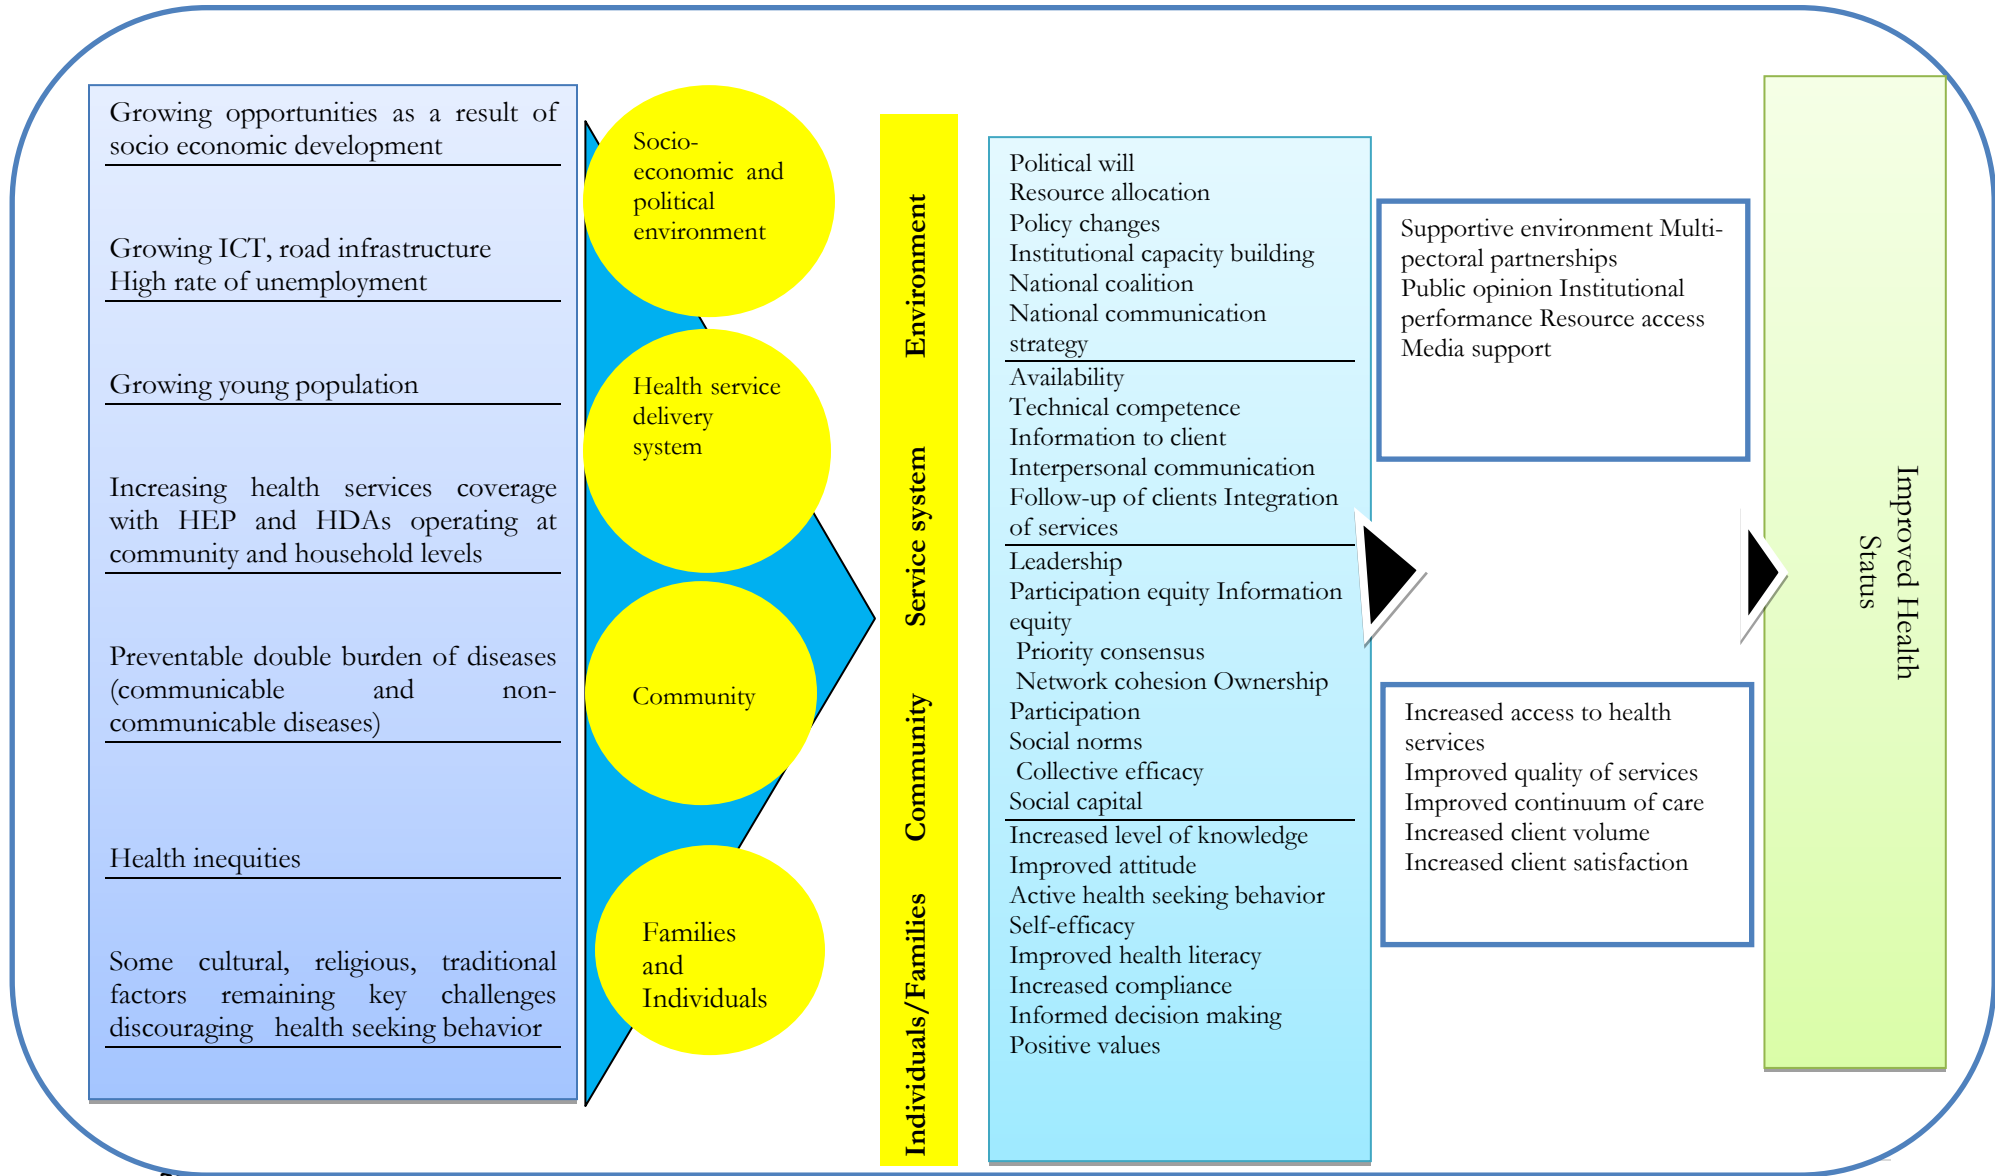 Growing opportunities as a result of
socio economic development
Growing ICT, road infrastructure
High rate of unemployment
Growing young population
Increasing health services coverage
with HEP and HDAs operating at
community and household levels
Preventable double burden of diseases
(communicable and non-
communicable diseases)
Health inequities
Some cultural, religious, traditional
factors remaining key challenges
discouraging health seeking behavior
Socio-
economic and
political
environment
Health service
delivery
system
Community
Families
and
Individuals
Environment
Service system
Community
Individuals/Families
Political will
Resource allocation
Policy changes
Institutional capacity building
National coalition
National communication
strategy
Availability
Technical competence
Information to client
Interpersonal communication
Follow-up of clients Integration
of services
Leadership
Participation equity Information
equity
Priority consensus
Network cohesion Ownership
Participation
Social norms
Collective efficacy
Social capital
Increased level of knowledge
Improved attitude
Active health seeking behavior
Self-efficacy
Improved health literacy
Increased compliance
Informed decision making
Positive values
Supportive environment Multi-
pectoral partnerships
Public opinion Institutional
performance Resource access
Media support
Increased access to health
services
Improved quality of services
Improved continuum of care
Increased client volume
Increased client satisfaction
Improved Health
Status